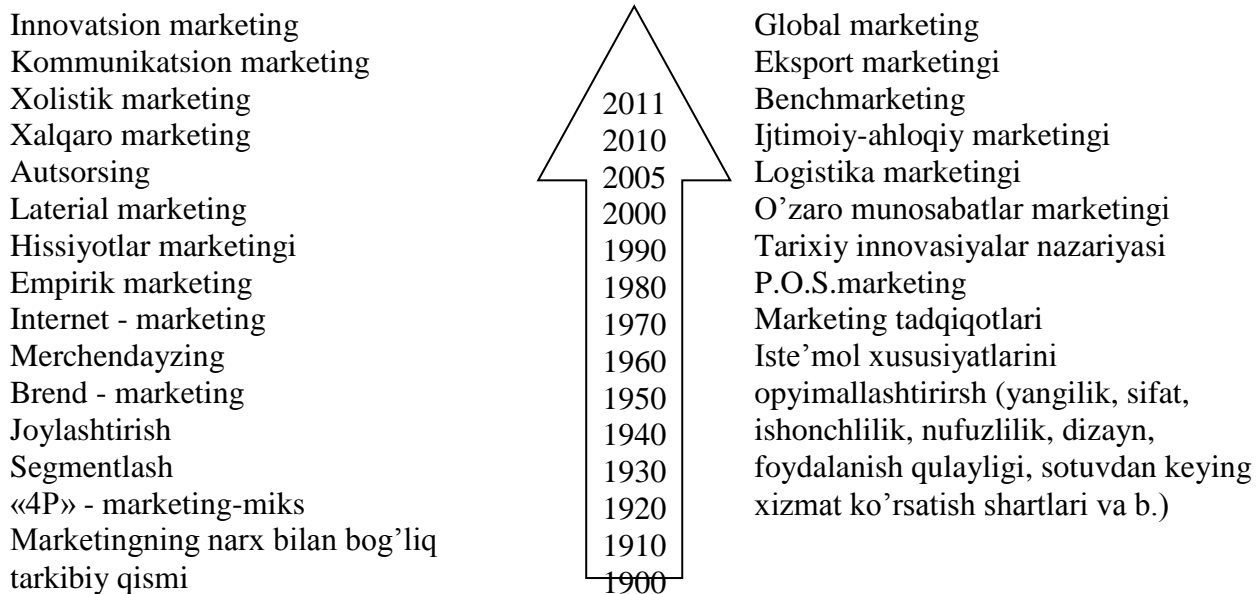 Innovatsion marketing
Kommunikatsion marketing
Xolistik marketing
Xalqaro marketing
Autsorsing
Laterial marketing
Hissiyotlar marketingi
Empirik marketing
Internet - marketing
Merchendayzing
Brend - marketing
Joylashtirish
Segmentlash
«4P» - marketing-miks
Marketingning narx bilan bog’liq
tarkibiy qismi
2011
2010
2005
2000
1990
1980
1970
1960
1950
1940
1930
1920
1910
1900
Global marketing
Eksport marketingi
Benchmarketing
Ijtimoiy-ahloqiy marketingi
Logistika marketingi
O’zaro munosabatlar marketingi
Tarixiy innovasiyalar nazariyasi
P.O.S.marketing
Marketing tadqiqotlari
Iste’mol xususiyatlarini
opyimallashtirirsh (yangilik, sifat,
ishonchlilik, nufuzlilik, dizayn,
foydalanish qulayligi, sotuvdan keying
xizmat ko’rsatish shartlari va b.)